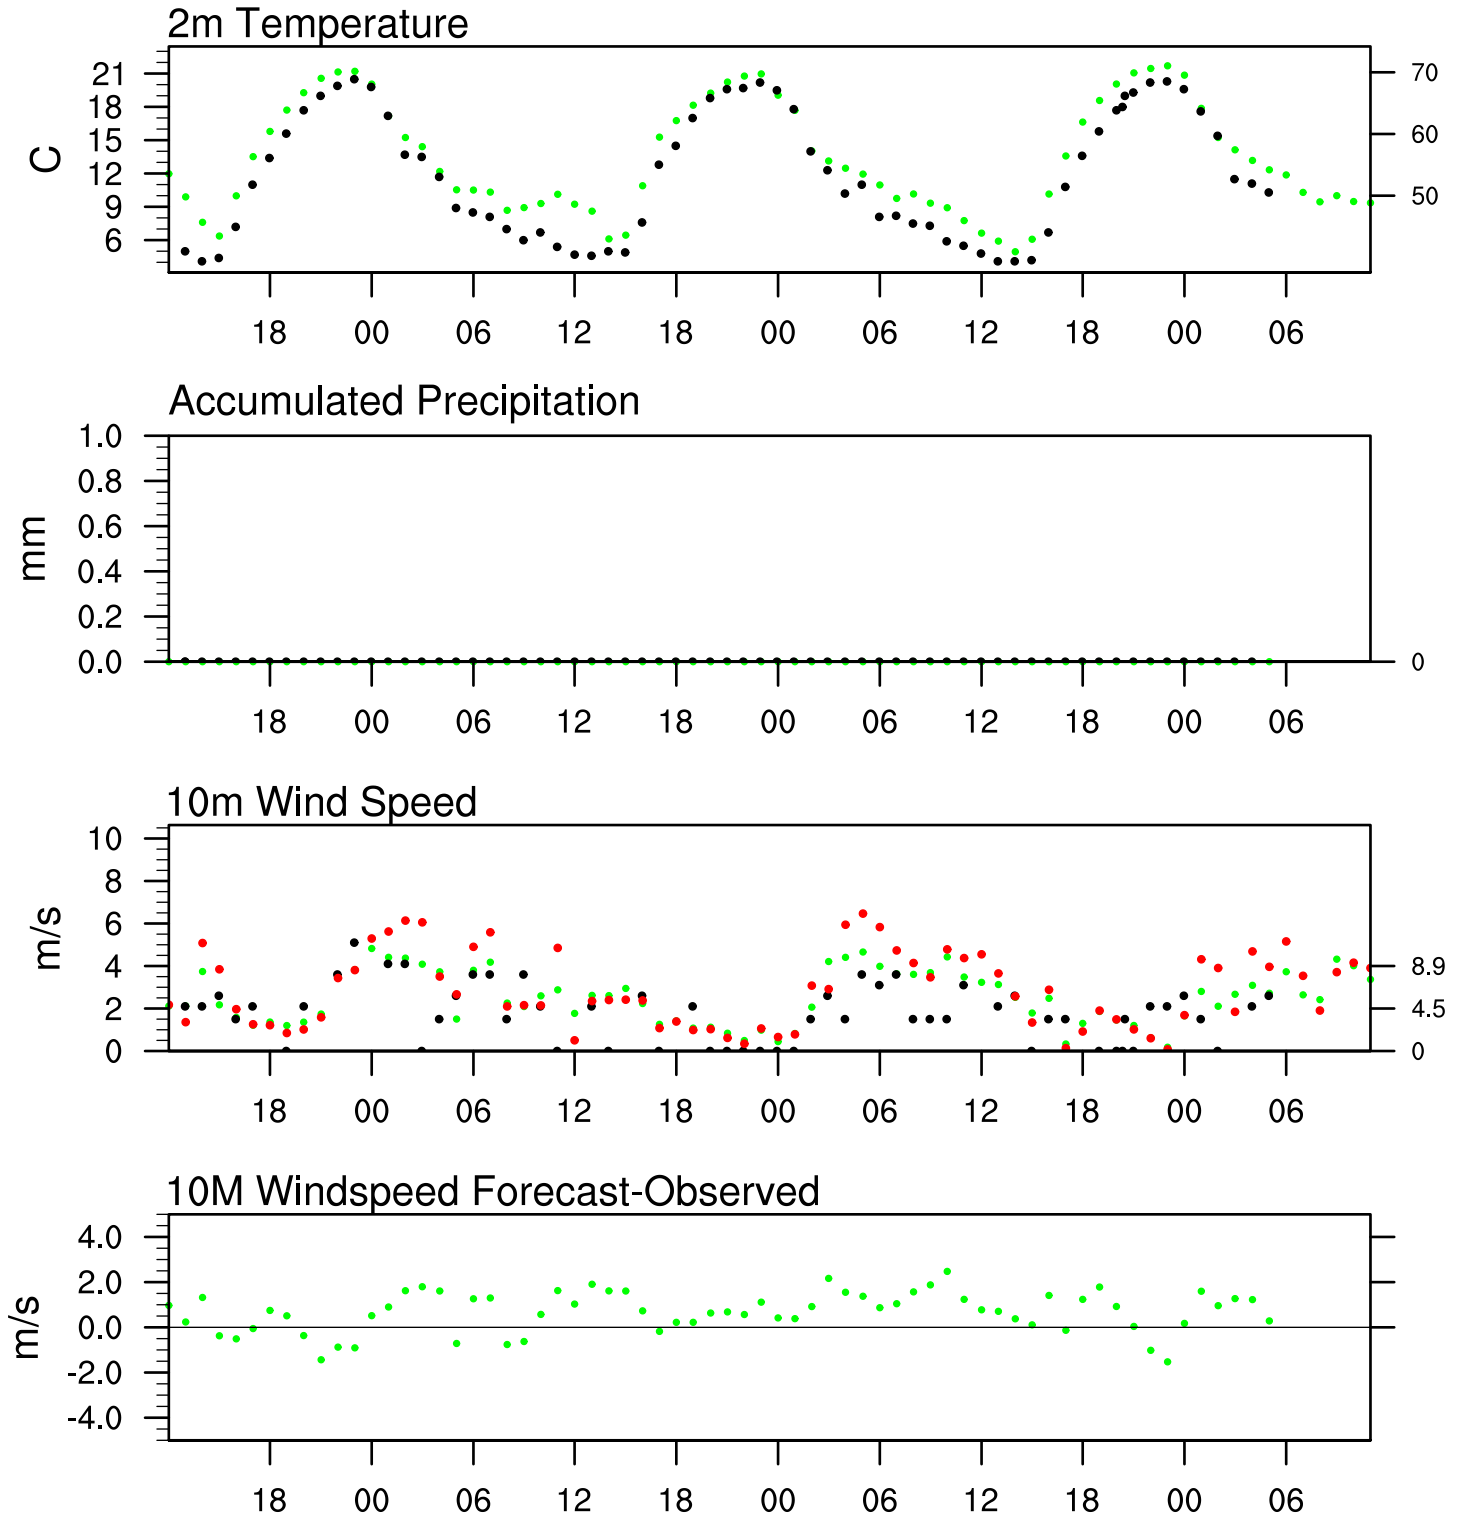 2m Temperature
21
18
15
12
9
6
C
70
60
50
18 00 06 12 18 00 06 12 18 00 06
Accumulated Precipitation
1.0
0.8
0.6
0.4
0.2
0.0
mm
0
18 00 06 12 18 00 06 12 18 00 06
10m Wind Speed
10
8
6
4
2
0
m/s
8.9
4.5
0
18 00 06 12 18 00 06 12 18 00 06
10M Windspeed Forecast-Observed
4.0
2.0
0.0
-2.0
-4.0
m/s
18 00 06 12 18 00 06 12 18 00 06